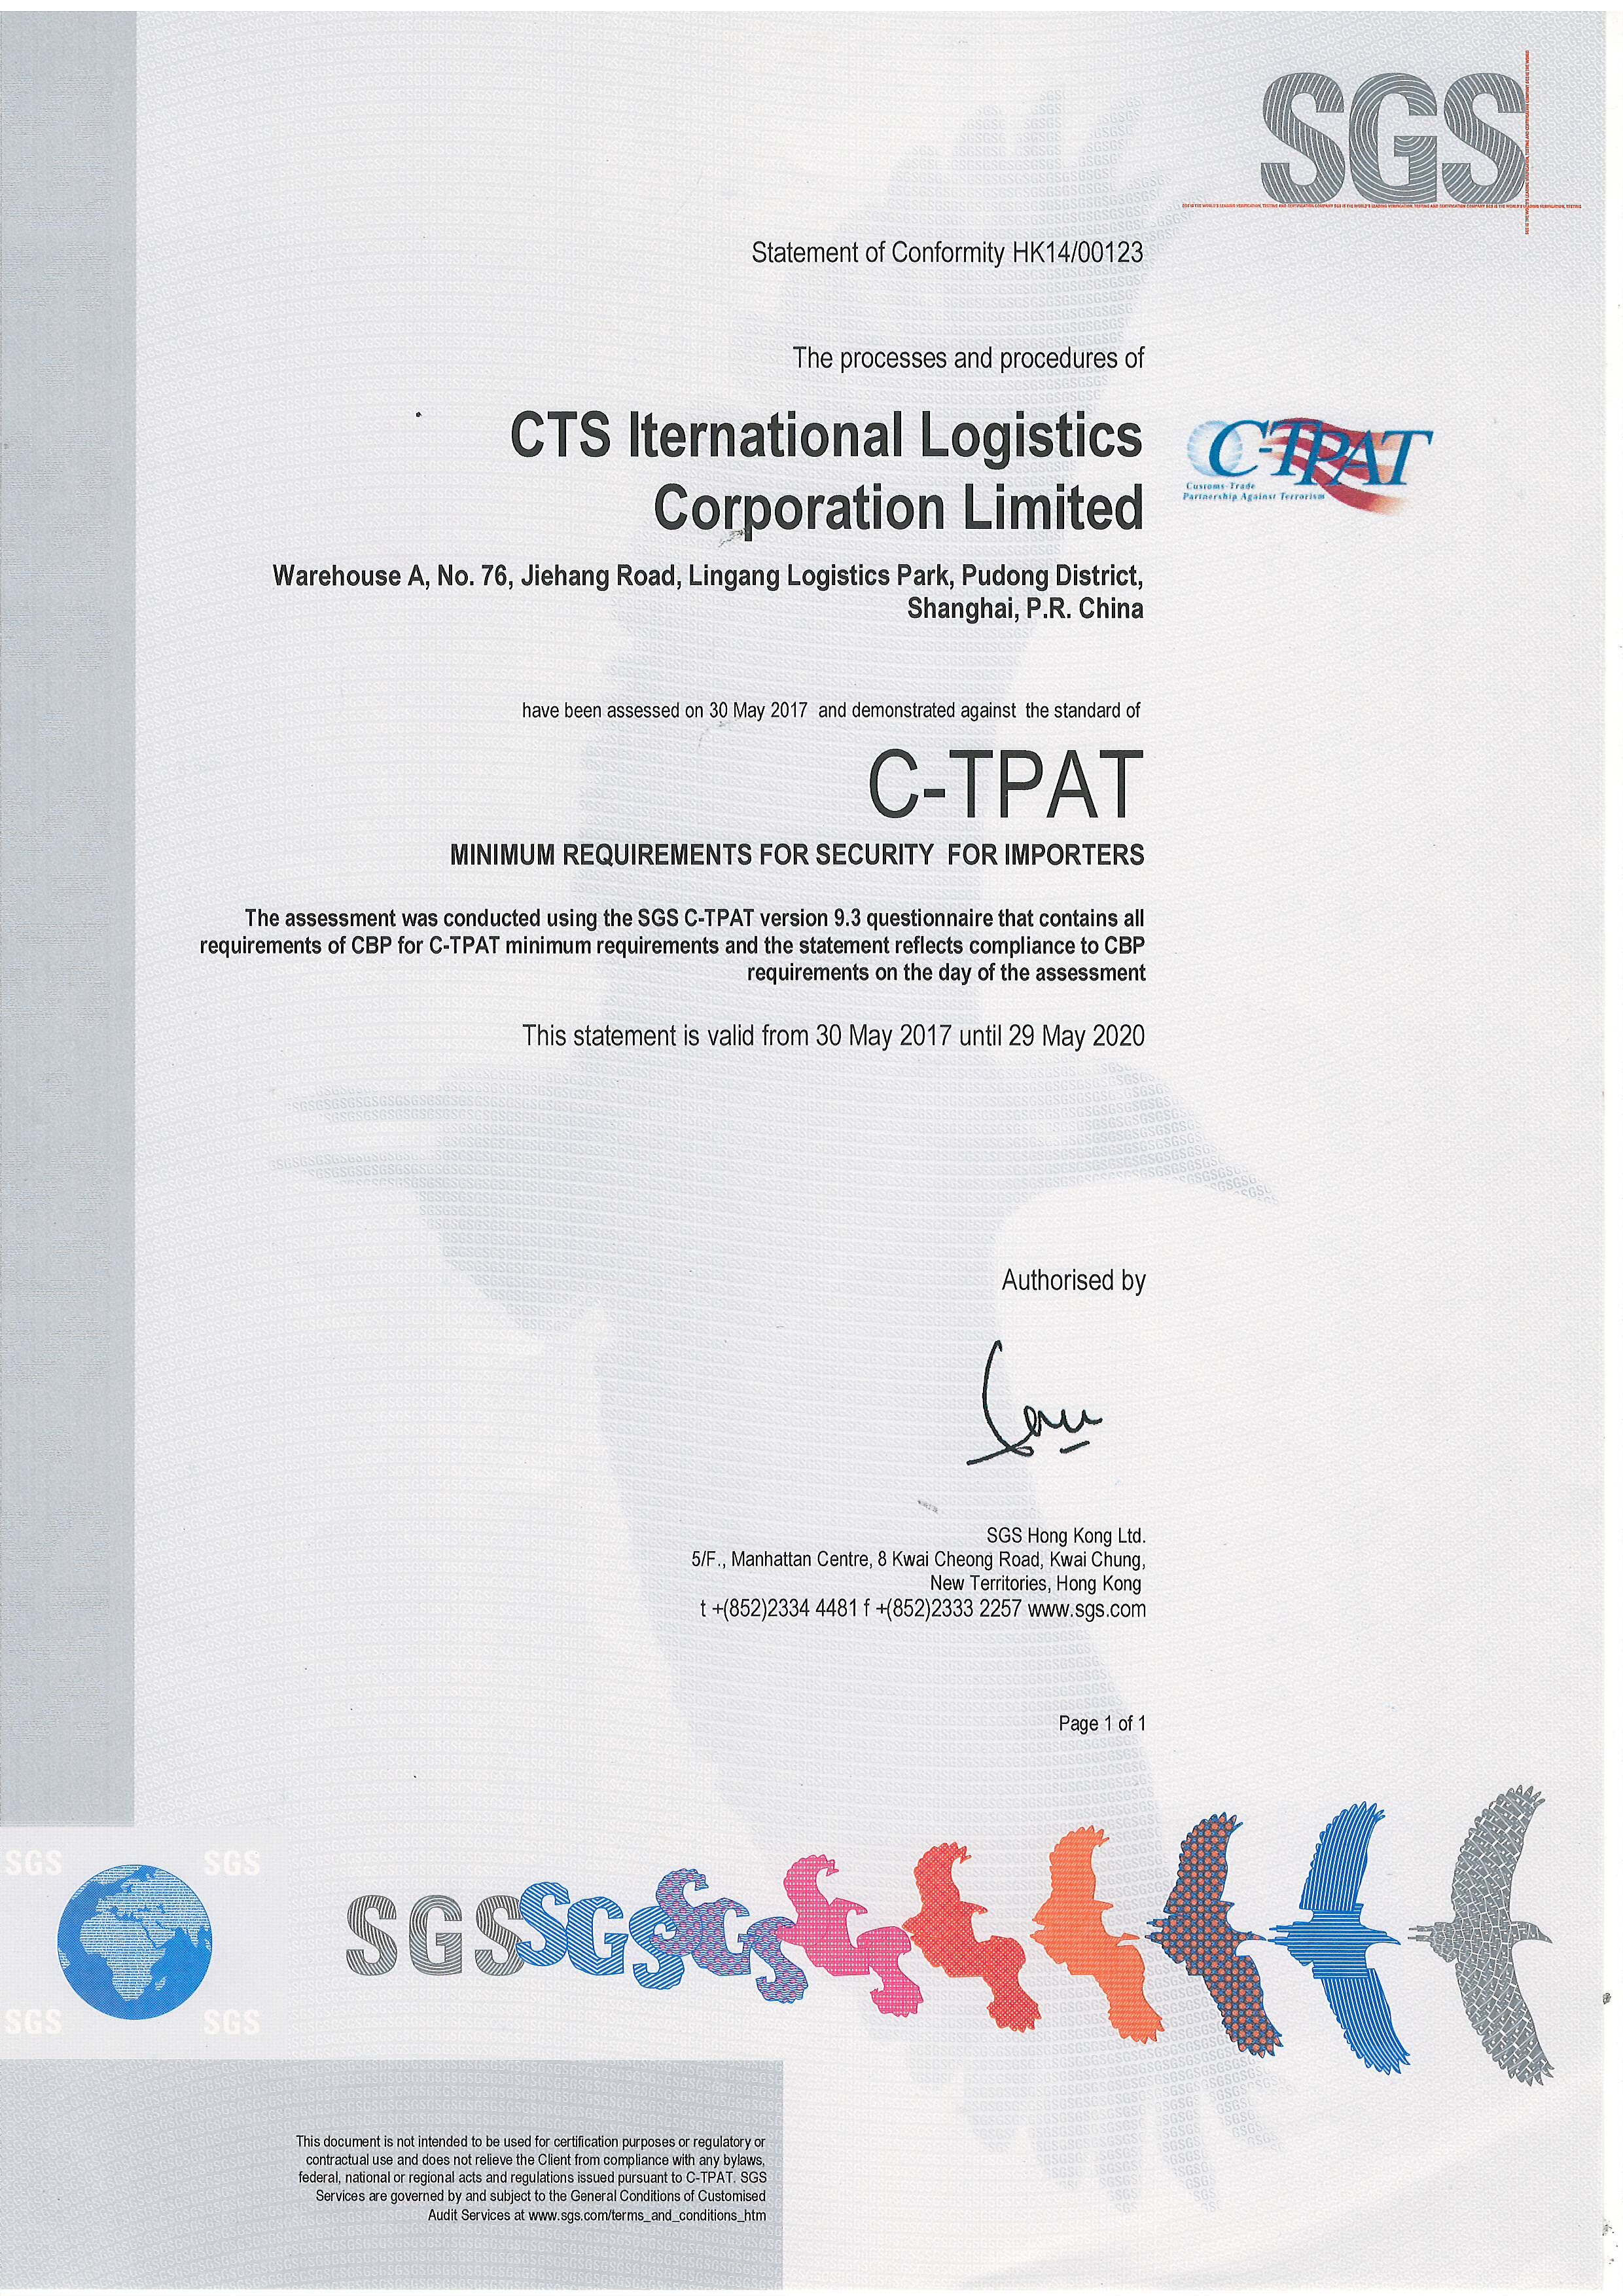 SGS
Statement of Conformity HK14/00123
The processes and procedures of
CTS Iternational Logistics
Corporation Limited
C-TPAT
Customs-Trade
Partnership Against Terrorism
Warehouse A, No. 76, Jiehang Road, Lingang Logistics Park, Pudong District,
Shanghai, P.R. China
have been assessed on 30 May 2017 and demonstrated against the standard of
C-TPAT
MINIMUM REQUIREMENTS FOR SECURITY FOR IMPORTERS
The assessment was conducted using the SGS C-TPAT version 9.3 questionnaire that contains all
requirements of CBP for C-TPAT minimum requirements and the statement reflects compliance to CBP
requirements on the day of the assessment
This statement is valid from 30 May 2017 until 29 May 2020
Authorised by
SGS Hong Kong Ltd.
5/F., Manhattan Centre, 8 Kwai Cheong Road, Kwai Chung,
New Territories, Hong Kong
t +(852)2334 4481 f +(852)2333 2257 www.sgs.com
Page 1 of 1
SGS SGS
SGS SGS SGS
SGS SGS
This document is not intended to be used for certification purposes or regulatory or
contractual use and does not relieve the Client from compliance with any bylaws,
federal, national or regional acts and regulations issued pursuant to C-TPAT. SGS
Services are governed by and subject to the General Conditions of Customised
Audit Services at www.sgs.com/terms_and_conditions_htm